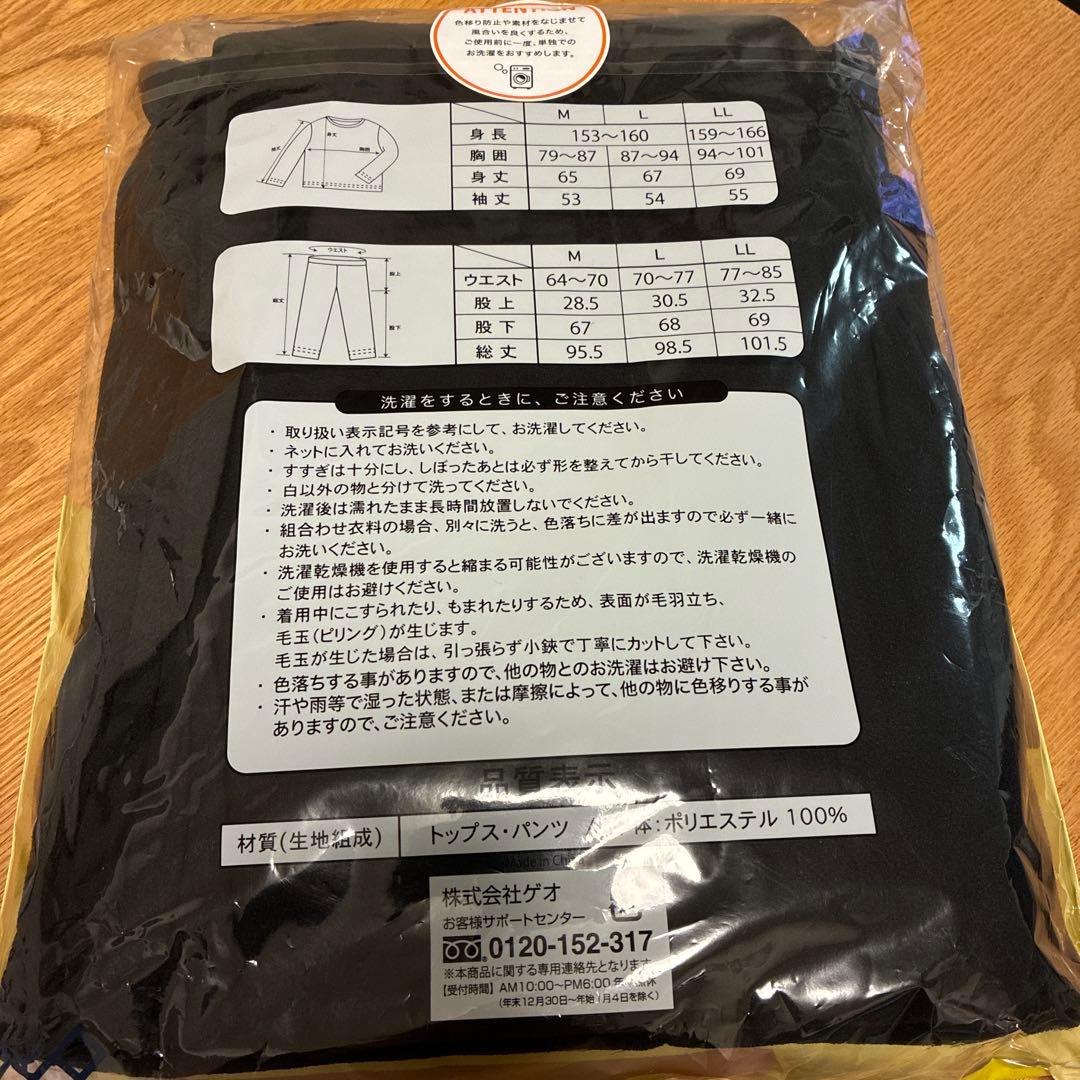 ATTENTION
色移り防止や素材をなじませて
風合いを良くするため、
ご使用前に一度、単独での
お洗濯をおすすめします。
身丈
胸囲
袖丈
M L LL
身長 153〜160 159〜166
胸囲 79〜87 87〜94 94〜101
身丈 65 67 69
袖丈 53 54 55
ウエスト
股上
総丈
股下
M L LL
ウエスト 64〜70 70〜77 77〜85
股上 28.5 30.5 32.5
股下 67 68 69
総丈 95.5 98.5 101.5
洗濯をするときに、ご注意ください
・取り扱い表示記号を参考にして、お洗濯してください。
・ネットに入れてお洗いください。
・すすぎは十分にし、しぼったあとは必ず形を整えてから干してください。
・白以外の物と分けて洗ってください。
・洗濯後は濡れたまま長時間放置しないでください。
・組合わせ衣料の場合、別々に洗うと、色落ちに差が出ますので必ず一緒に
お洗いください。
・洗濯乾燥機を使用すると縮まる可能性がございますので、洗濯乾燥機の
ご使用はお避けください。
・着用中にこすられたり、もまれたりするため、表面が毛羽立ち、
毛玉(ピリング)が生じます。
毛玉が生じた場合は、引っ張らず小鋏で丁寧にカットして下さい。
・色落ちする事がありますので、他の物とのお洗濯はお避け下さい。
・汗や雨等で湿った状態、または摩擦によって、他の物に色移りする事が
ありますので、ご注意ください。
品質表示
材質(生地組成) トップス・パンツ 体:ポリエステル 100%
Made in China
株式会社ゲオ
お客様サポートセンター
0120-152-317
※本商品に関する専用連絡先となります。
【受付時間】AM10:00〜PM6:00 年中無休
(年末12月30日〜年始1月4日を除く)